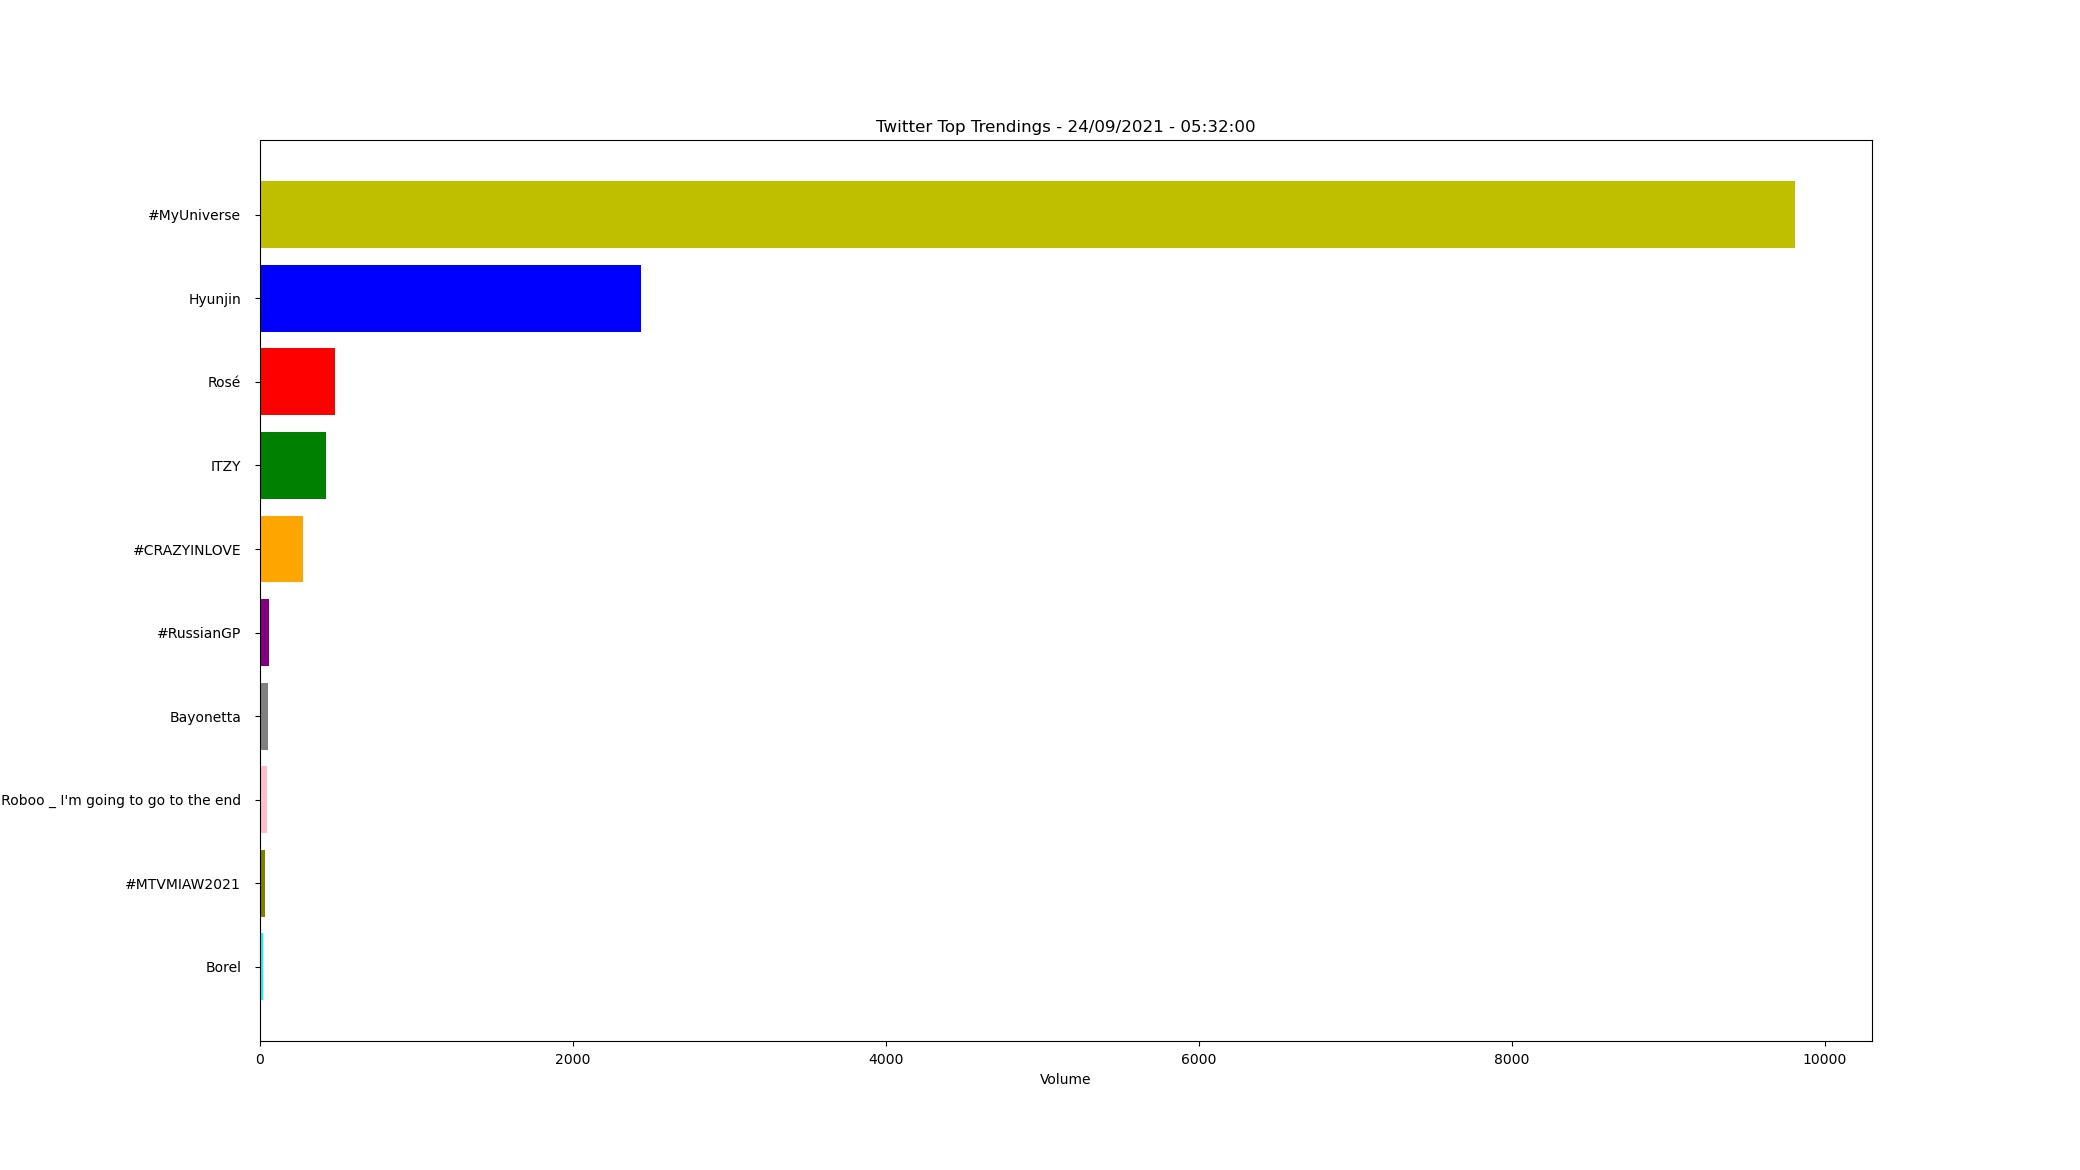 Twitter Top Trendings - 24/09/2021 - 05:32:00
#MyUniverse
Hyunjin
Rosé
ITZY
#CRAZYINLOVE
#RussianGP
Bayonetta
Roboo _ I'm going to go to the end
#MTVMIAW2021
Borel
0 2000 4000 6000 8000 10000
Volume